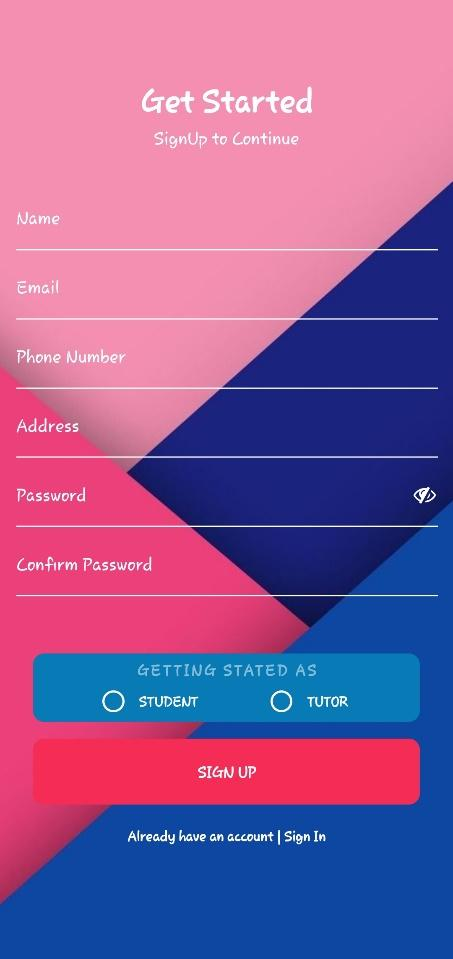 Get Started
SignUp to Continue
Name
Email
Phone Number
Address
Password
Confirm Password
GETTING STATED AS
STUDENT TUTOR
SIGN UP
Already have an account | Sign In